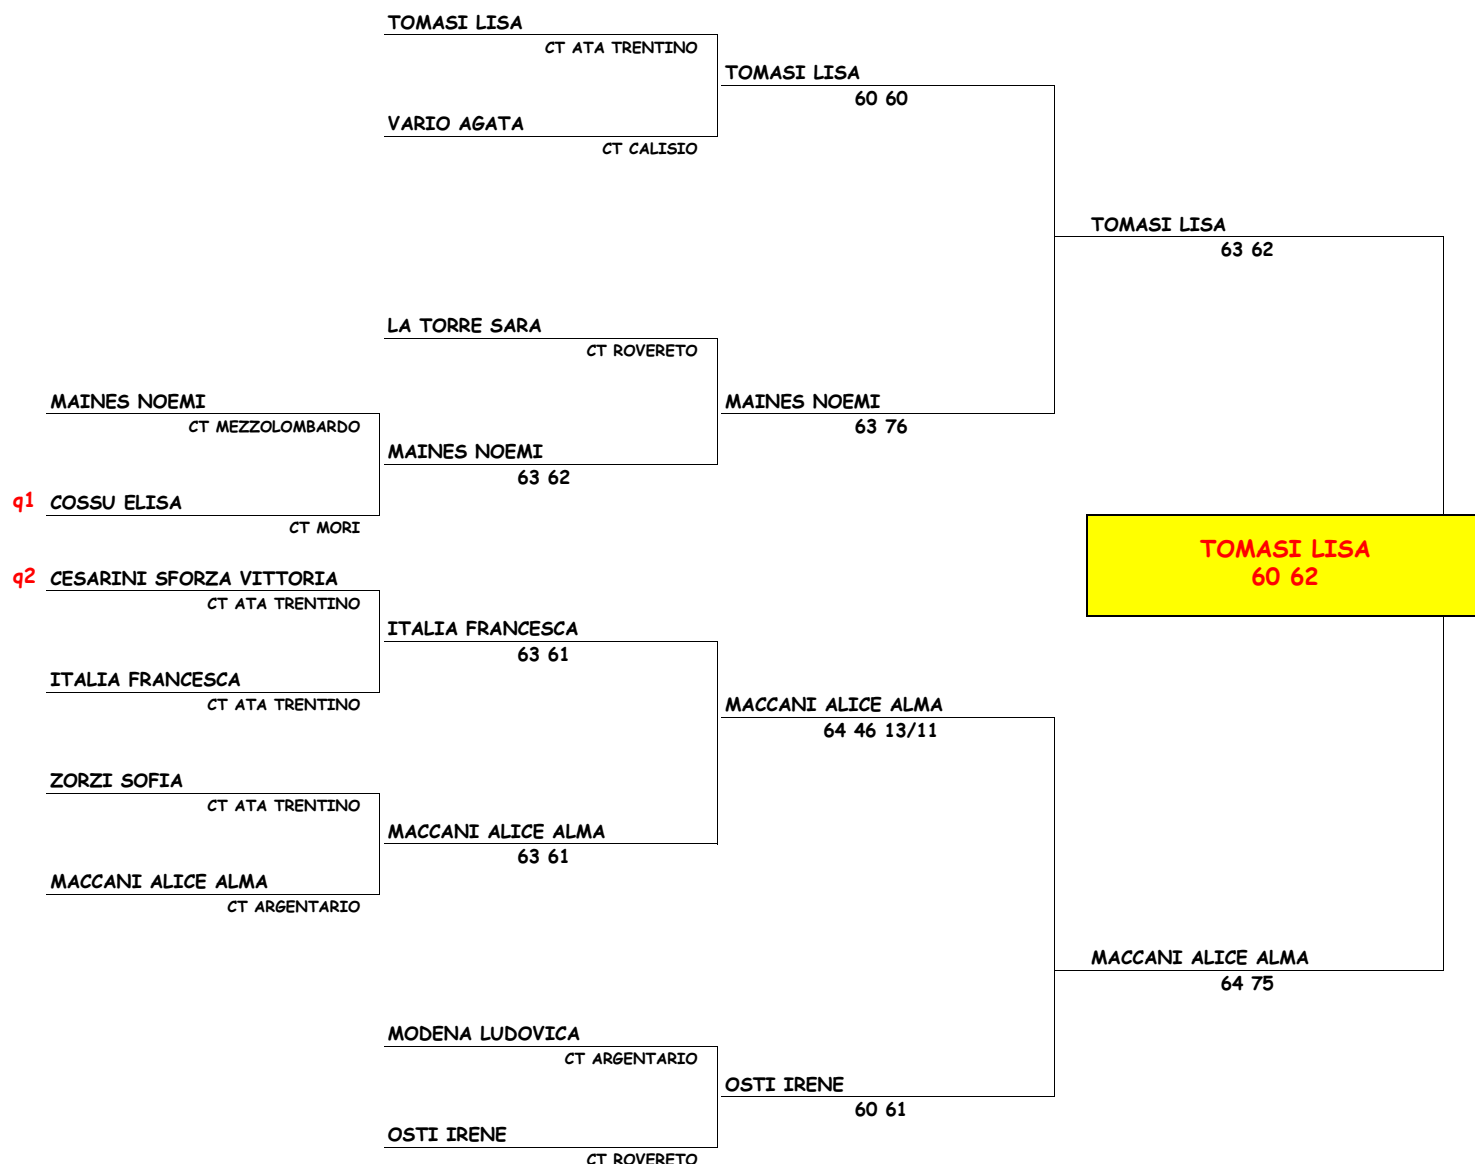 TOMASI LISA
CT ATA TRENTINO
TOMASI LISA
60 60
VARIO AGATA
CT CALISIO
TOMASI LISA
63 62
LA TORRE SARA
CT ROVERETO
MAINES NOEMI
CT MEZZOLOMBARDO
MAINES NOEMI
63 76
MAINES NOEMI
63 62
q1 COSSU ELISA
CT MORI
TOMASI LISA
60 62
q2 CESARINI SFORZA VITTORIA
CT ATA TRENTINO
ITALIA FRANCESCA
63 61
ITALIA FRANCESCA
CT ATA TRENTINO
MACCANI ALICE ALMA
64 46 13/11
ZORZI SOFIA
CT ATA TRENTINO
MACCANI ALICE ALMA
63 61
MACCANI ALICE ALMA
CT ARGENTARIO
MACCANI ALICE ALMA
64 75
MODENA LUDOVICA
CT ARGENTARIO
OSTI IRENE
60 61
OSTI IRENE
CT ROVERETO